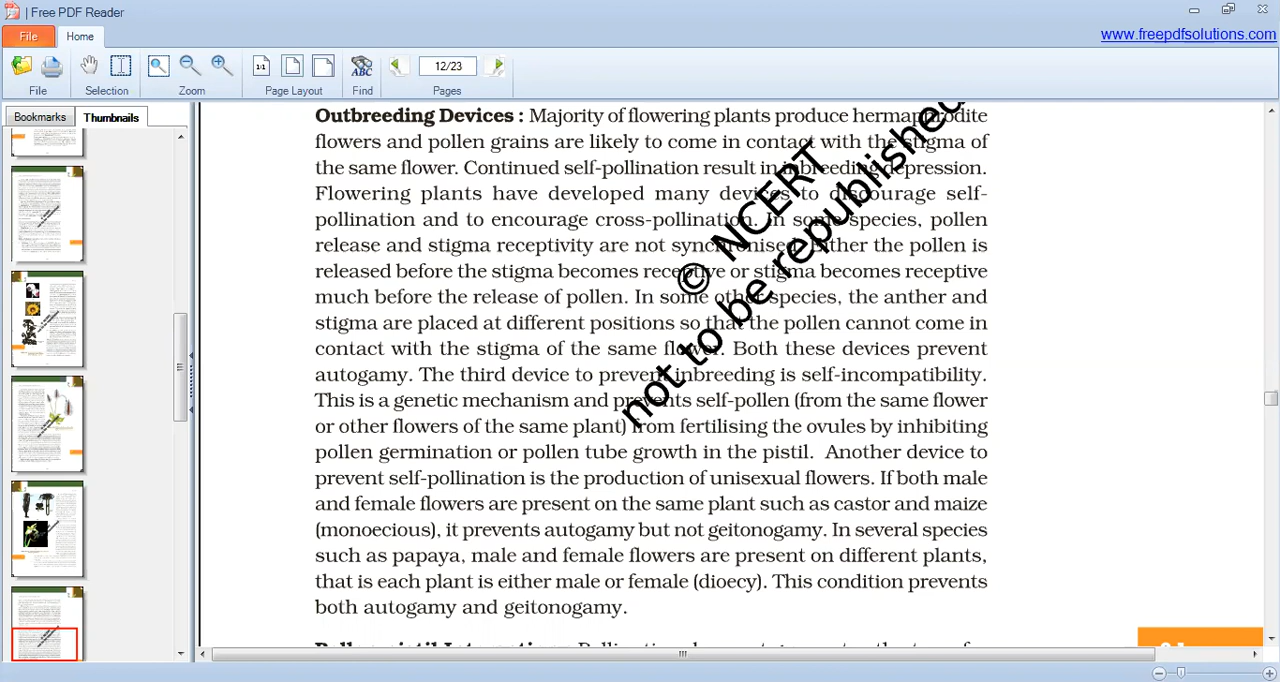 Free PDF Reader
File Home
www.freepdfsolutions.com
12/23
File Selection Zoom Page Layout Find Pages
Bookmarks Thumbnails
Outbreeding Devices : Majority of flowering plants produce hermaphrodite
flowers and pollen grains are likely to come in contact with the stigma of
the same flower. Continued self-pollination result in inbreeding depression.
Flowering plants have developed many devices to discourage self-
pollination and to encourage cross-pollination. In some species, pollen
release and stigma receptivity are not synchronised. Either the pollen is
released before the stigma becomes receptive or stigma becomes receptive
much before the release of pollen. In some other species, the anther and
stigma are placed at different positions so that the pollen cannot come in
contact with the stigma of the same flower. Both these devices prevent
autogamy. The third device to prevent inbreeding is self-incompatibility.
This is a genetic mechanism and prevents self-pollen (from the same flower
or other flowers of the same plant) from fertilising the ovules by inhibiting
pollen germination or pollen tube growth in the pistil. Another device to
prevent self-pollination is the production of unisexual flowers. If both male
and female flowers are present on the same plant such as castor and maize
(monoecious), it prevents autogamy but not geitonogamy. In several species
such as papaya, male and female flowers are present on different plants,
that is each plant is either male or female (dioecy). This condition prevents
both autogamy and geitonogamy.
© NCERT
not to be republished